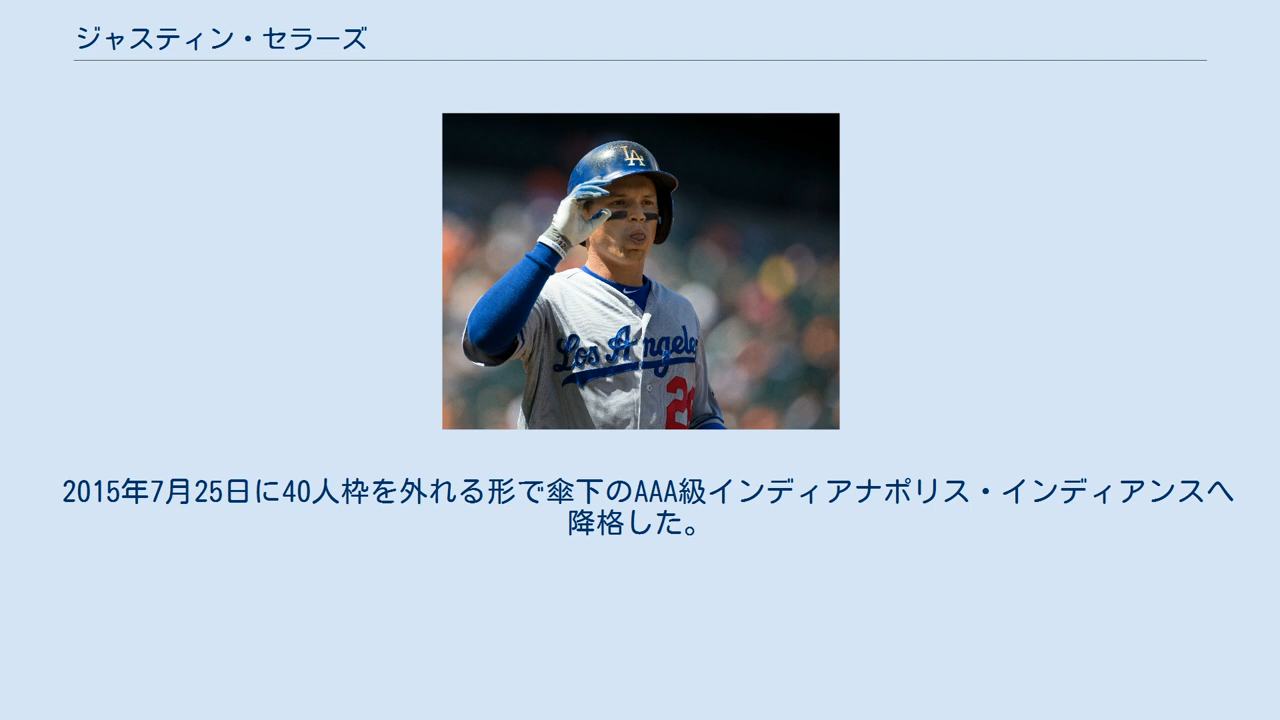 ジャスティン・セラーズ
LA
Los Angeles
2015年7月25日に40人枠を外れる形で傘下のAAA級インディアナポリス・インディアンスへ
降格した。